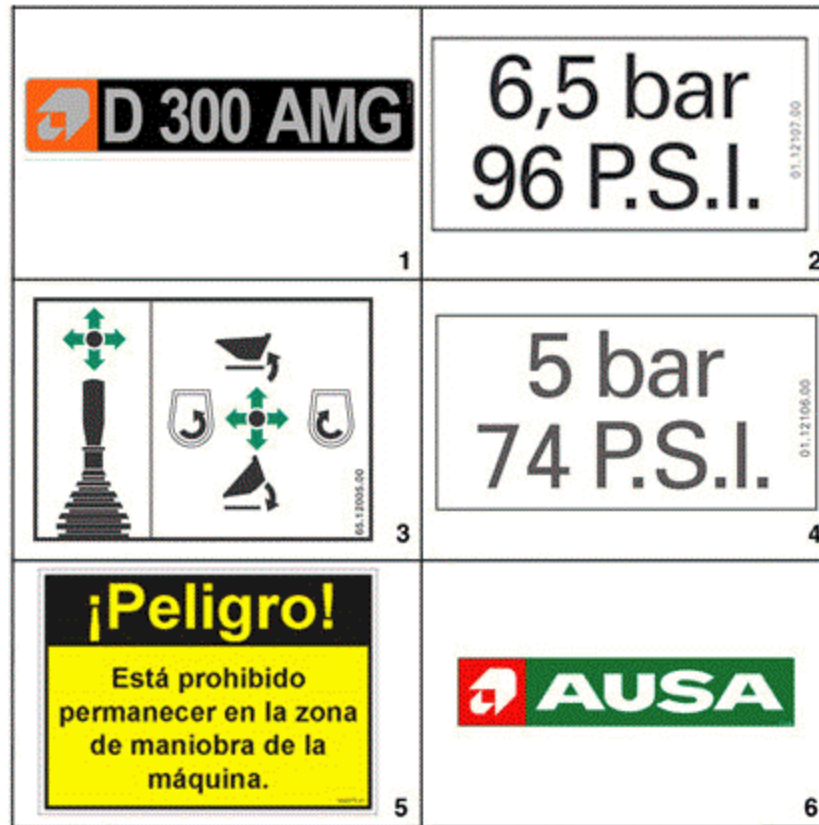 D 300 AMG
1
6,5 bar
96 P.S.I.
01.12107.00
2
65.12005.00
3
5 bar
74 P.S.I.
01.12106.00
4
¡Peligro!
Está prohibido
permanecer en la zona
de maniobra de la
máquina.
5
AUSA
6